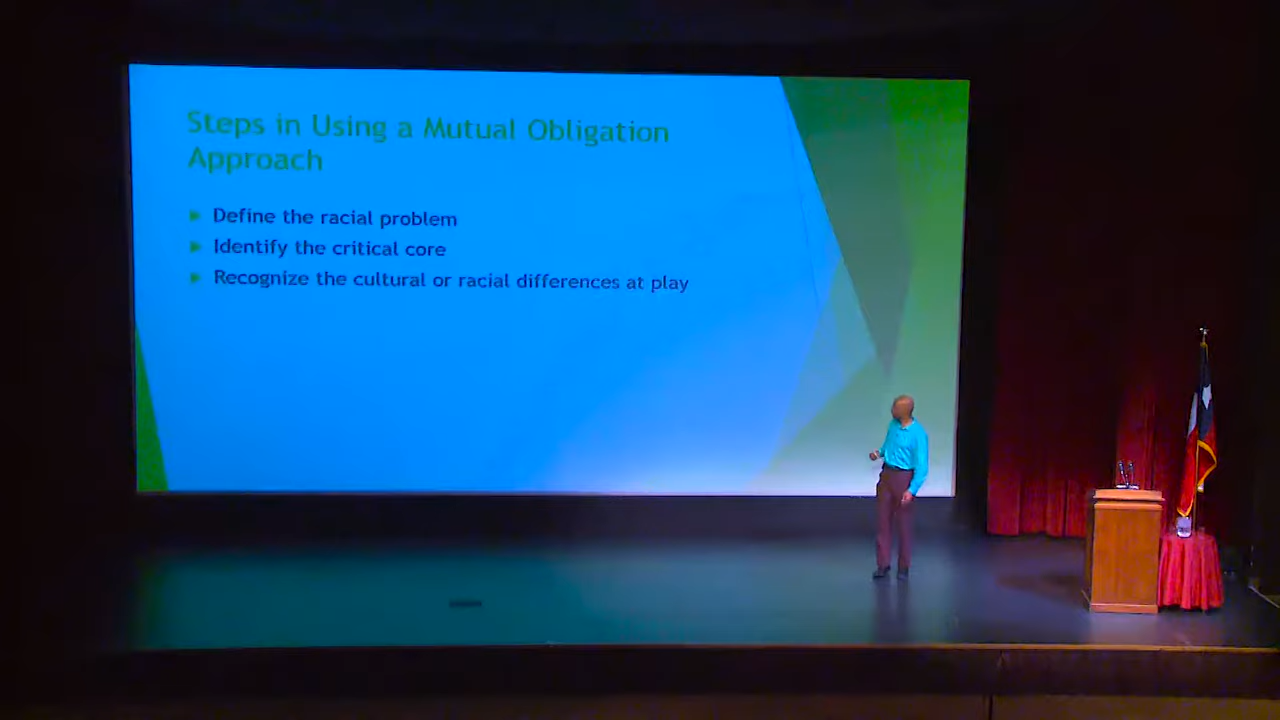 Steps in Using a Mutual Obligation
Approach
Define the racial problem
Identify the critical core
Recognize the cultural or racial differences at play